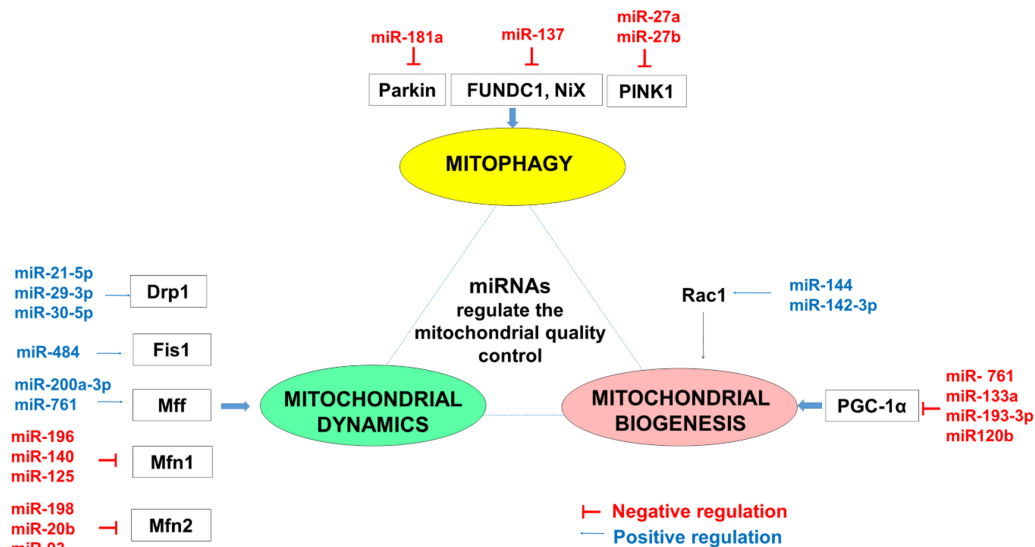 miR-27a
miR-181a miR-137 miR-27b
Parkin FUNDC1, NiX PINK1
MITOPHAGY
miR-21-5p
miR-29-3p
miR-30-5p
Drp1
miR-484 Fis1
miR-200a-3p
miR-761
Mff
miR-196
miR-140
miR-125
Mfn1
miR-198
miR-20b
miR-93
Mfn2
MITOCHONDRIAL
DYNAMICS
miRNAs
regulate the
mitochondrial quality
control
Rac1
miR-144
miR-142-3p
MITOCHONDRIAL
BIOGENESIS
PGC-1α
miR- 761
miR-133a
miR-193-3p
miR120b
Negative regulation
Positive regulation